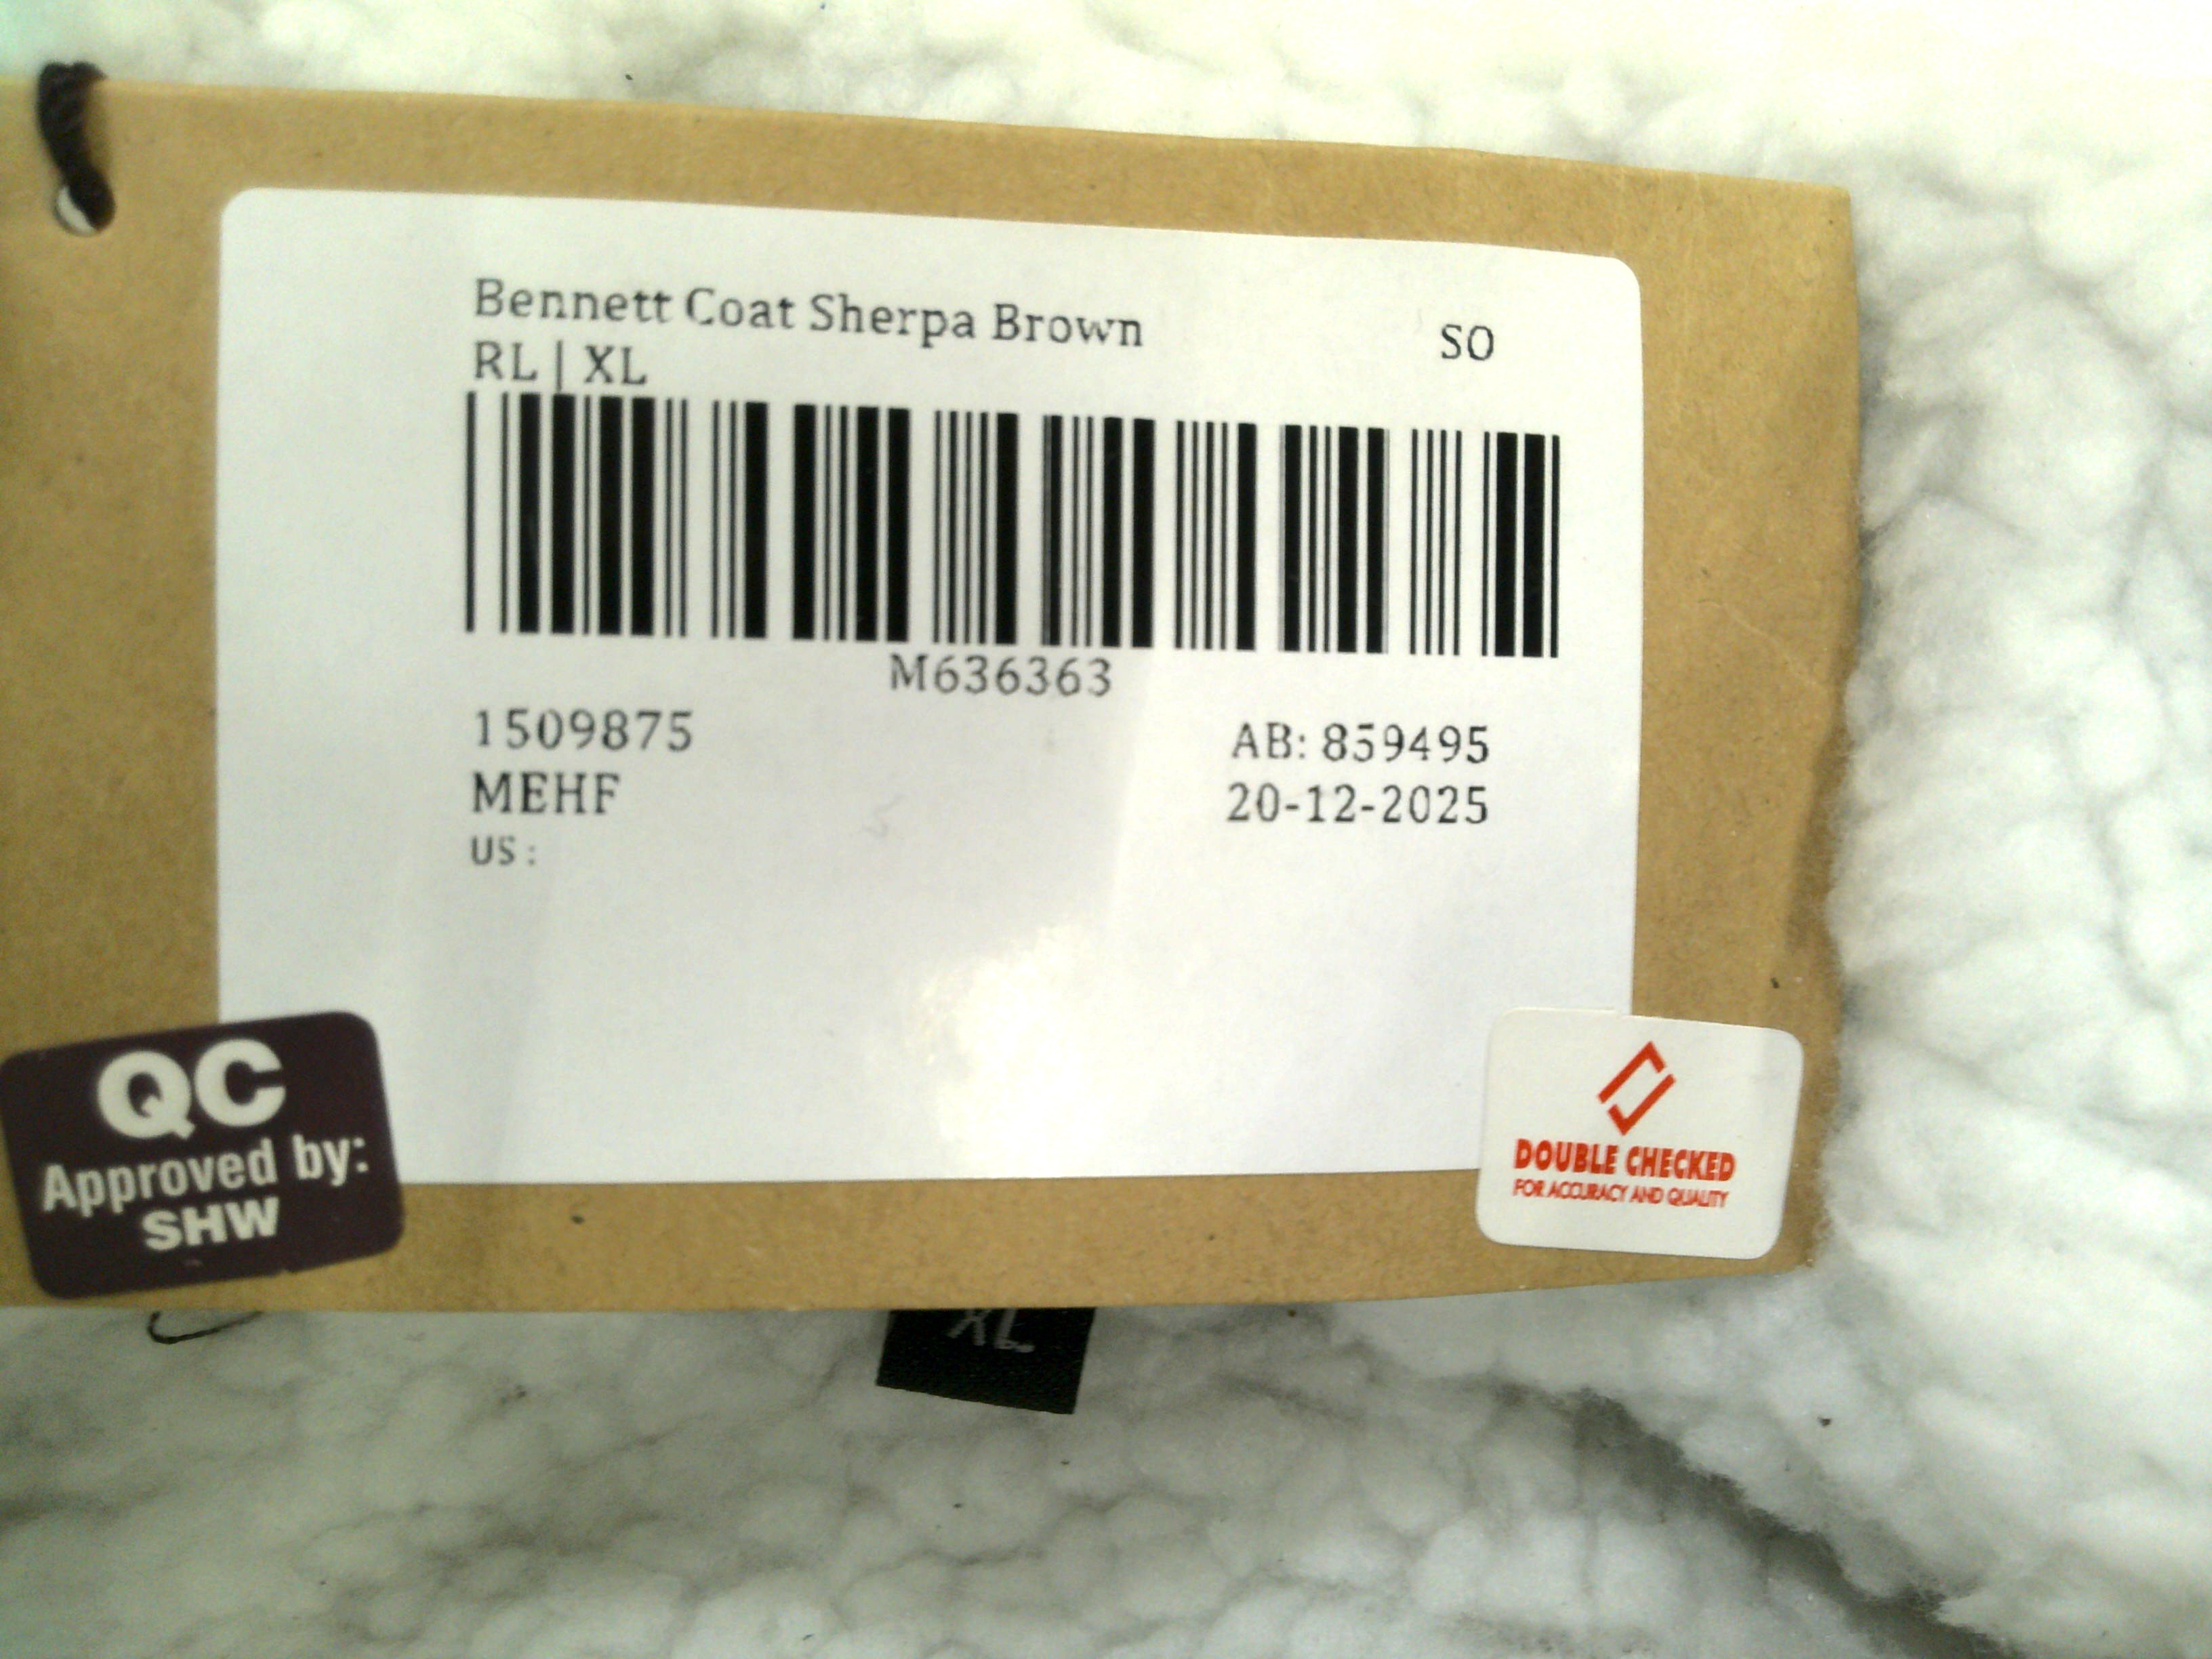 Bennett Coat Sherpa Brown
SO
RL | XL
M636363
1509875
AB: 859495
MEHF
20-12-2025
US :
QC
Approved by:
SHW
DOUBLE CHECKED
FOR ACCURACY AND QUALITY
XL